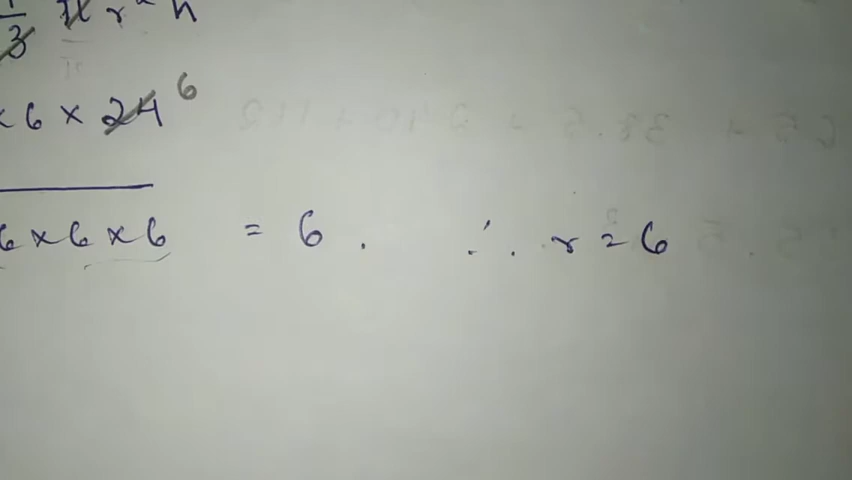 1/3 π r² h
× 6 × 24 6
6 × 6 × 6 = 6 . ∴ r = 6